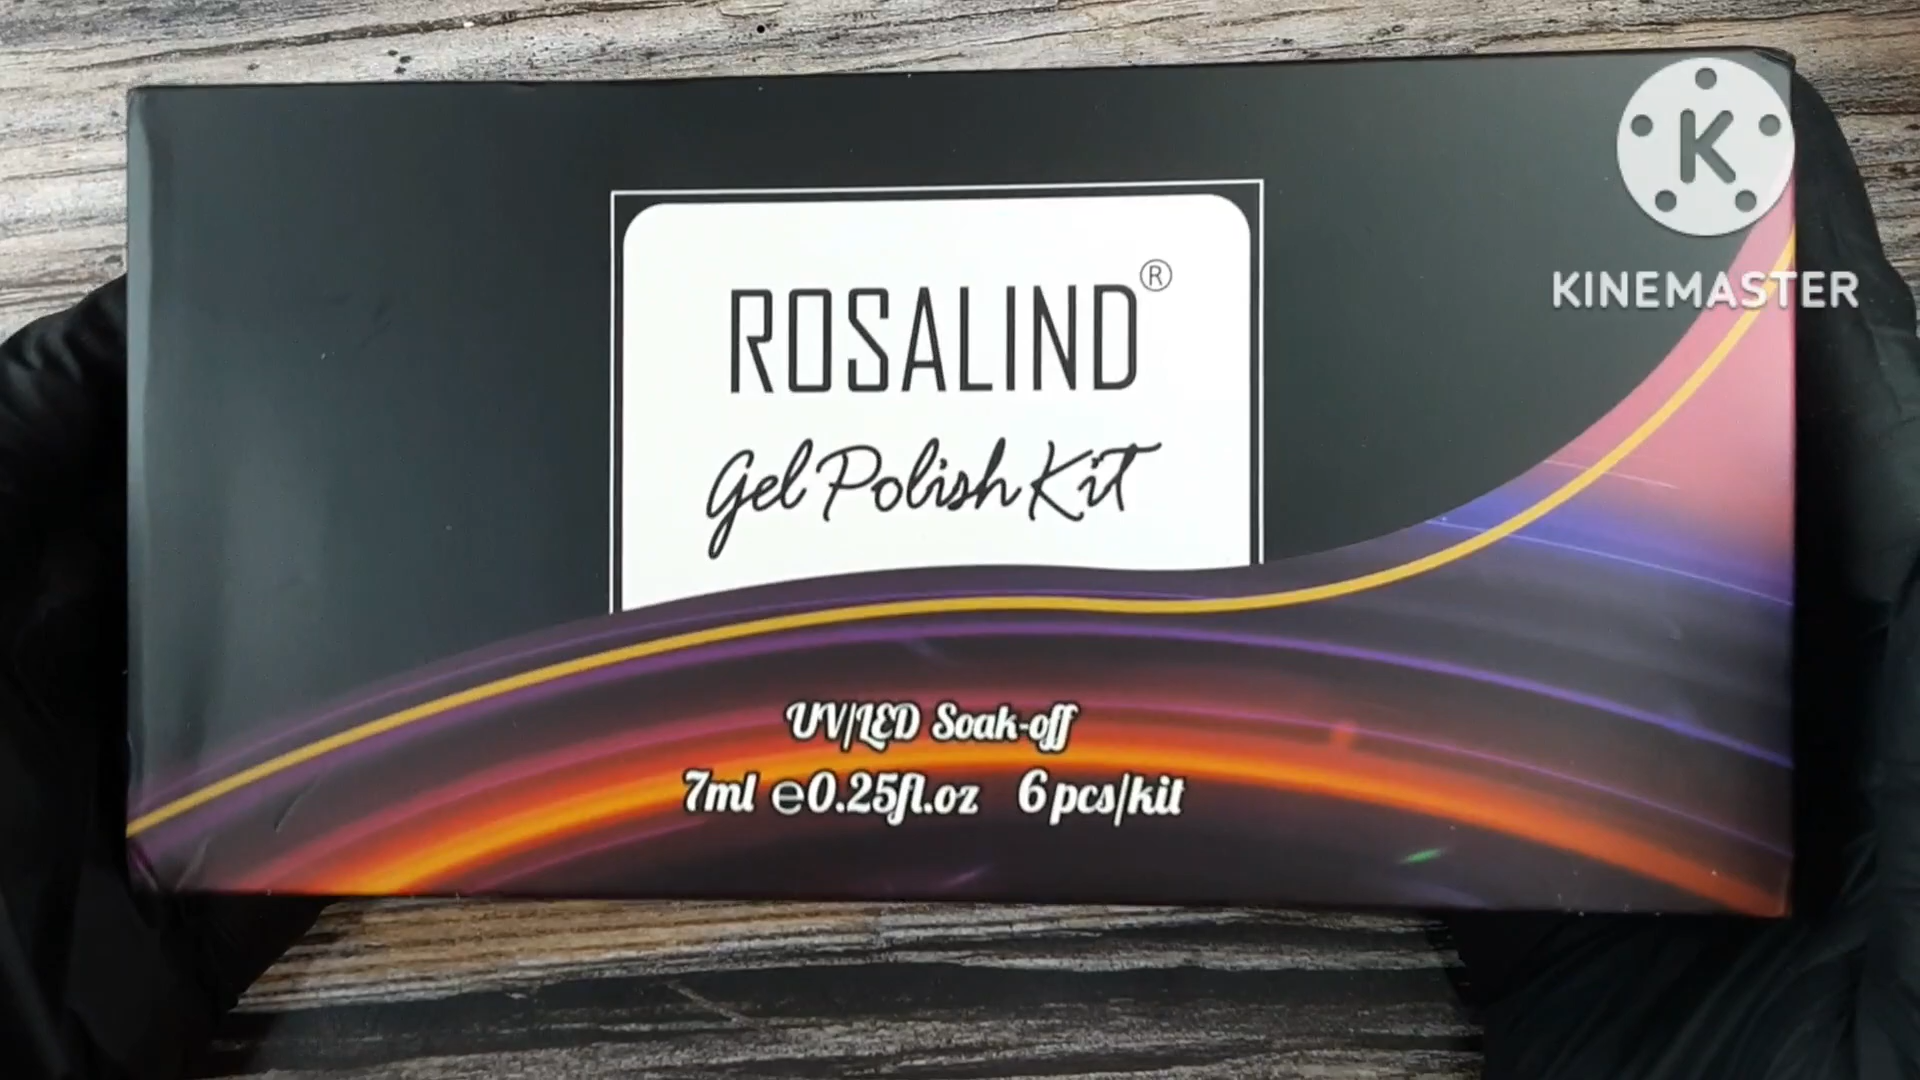 K
KINEMASTER
ROSALIND®
Gel Polish Kit
UV/LED Soak-off
7ml ℮0.25fl.oz 6pcs/kit